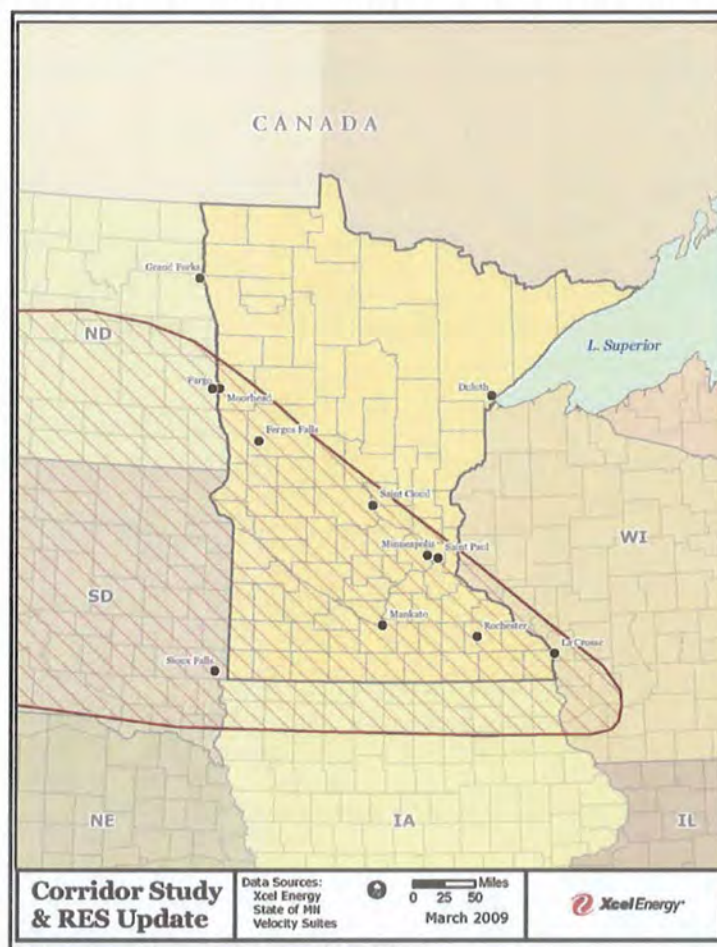 CANADA
Grand Forks
L. Superior
ND
Fargo
Moorhead
Duluth
Fergus Falls
Saint Cloud
WI
Minneapolis
Saint Paul
SD
Mankato
Rochester
La Crosse
Sioux Falls
NE
IA
IL
Corridor Study
& RES Update
Data Sources:
Xcel Energy
State of MN
Velocity Suites
Miles
0 25 50
March 2009
Xcel Energy